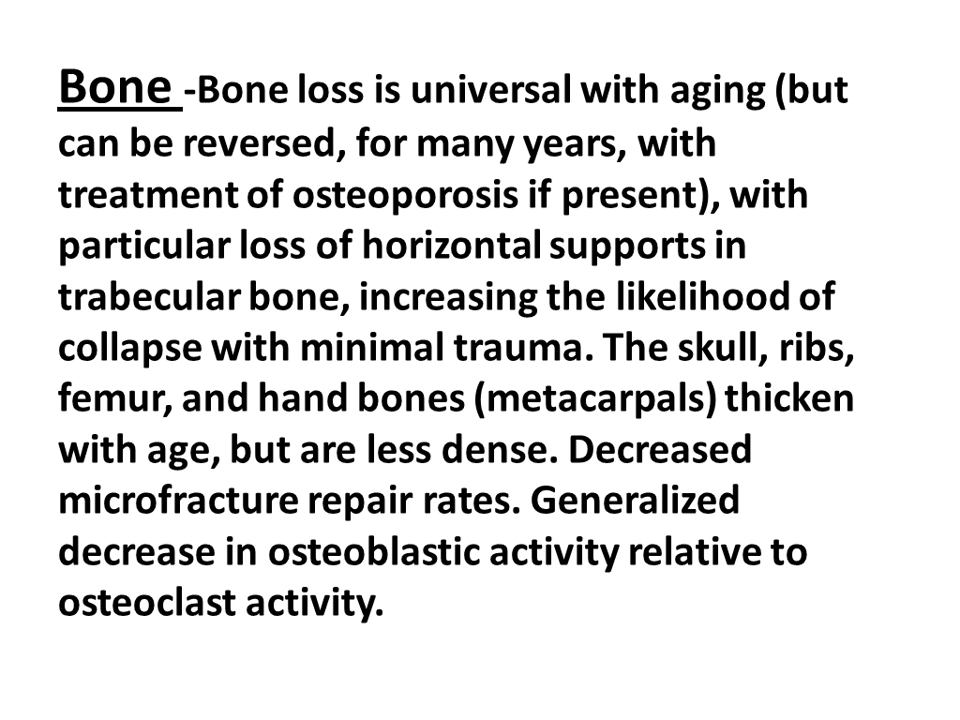 Bone -Bone loss is universal with aging (but
can be reversed, for many years, with
treatment of osteoporosis if present), with
particular loss of horizontal supports in
trabecular bone, increasing the likelihood of
collapse with minimal trauma. The skull, ribs,
femur, and hand bones (metacarpals) thicken
with age, but are less dense. Decreased
microfracture repair rates. Generalized
decrease in osteoblastic activity relative to
osteoclast activity.